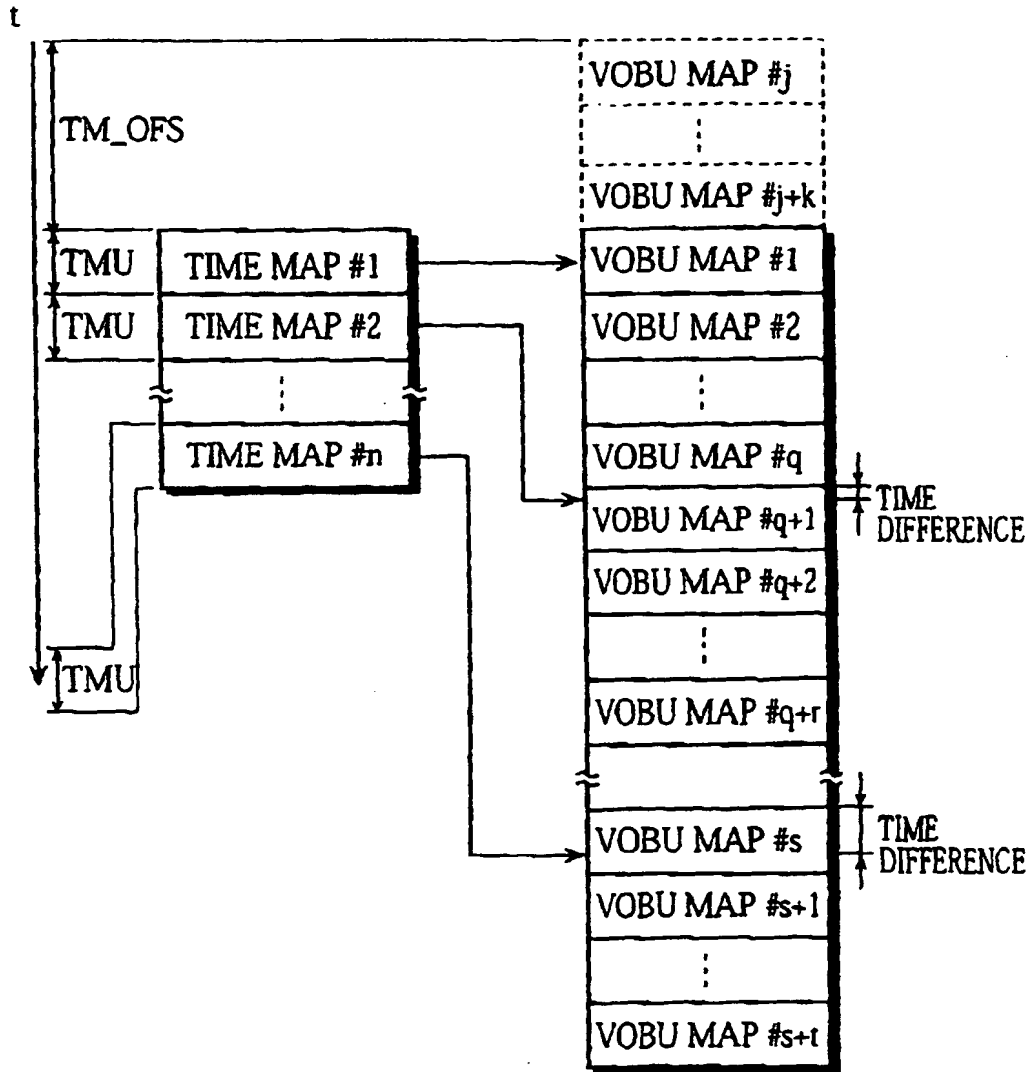 t
TM_OFS
TMU
TMU
TMU
TIME MAP #1
TIME MAP #2
TIME MAP #n
VOBU MAP #j
VOBU MAP #j+k
VOBU MAP #1
VOBU MAP #2
VOBU MAP #q
VOBU MAP #q+1
VOBU MAP #q+2
VOBU MAP #q+r
VOBU MAP #s
VOBU MAP #s+1
VOBU MAP #s+t
TIME
DIFFERENCE
TIME
DIFFERENCE